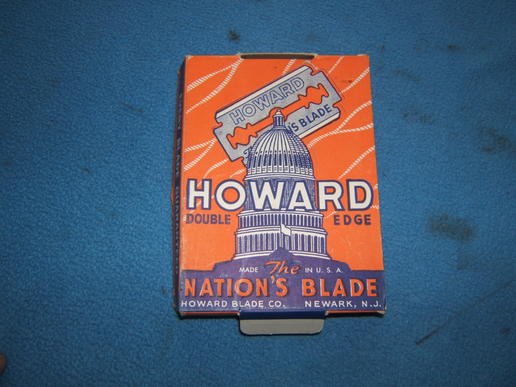 HOWARD
'S BLADE
HOWARD
DOUBLE EDGE
MADE The IN U.S.A.
NATION'S BLADE
HOWARD BLADE CO. NEWARK, N.J.